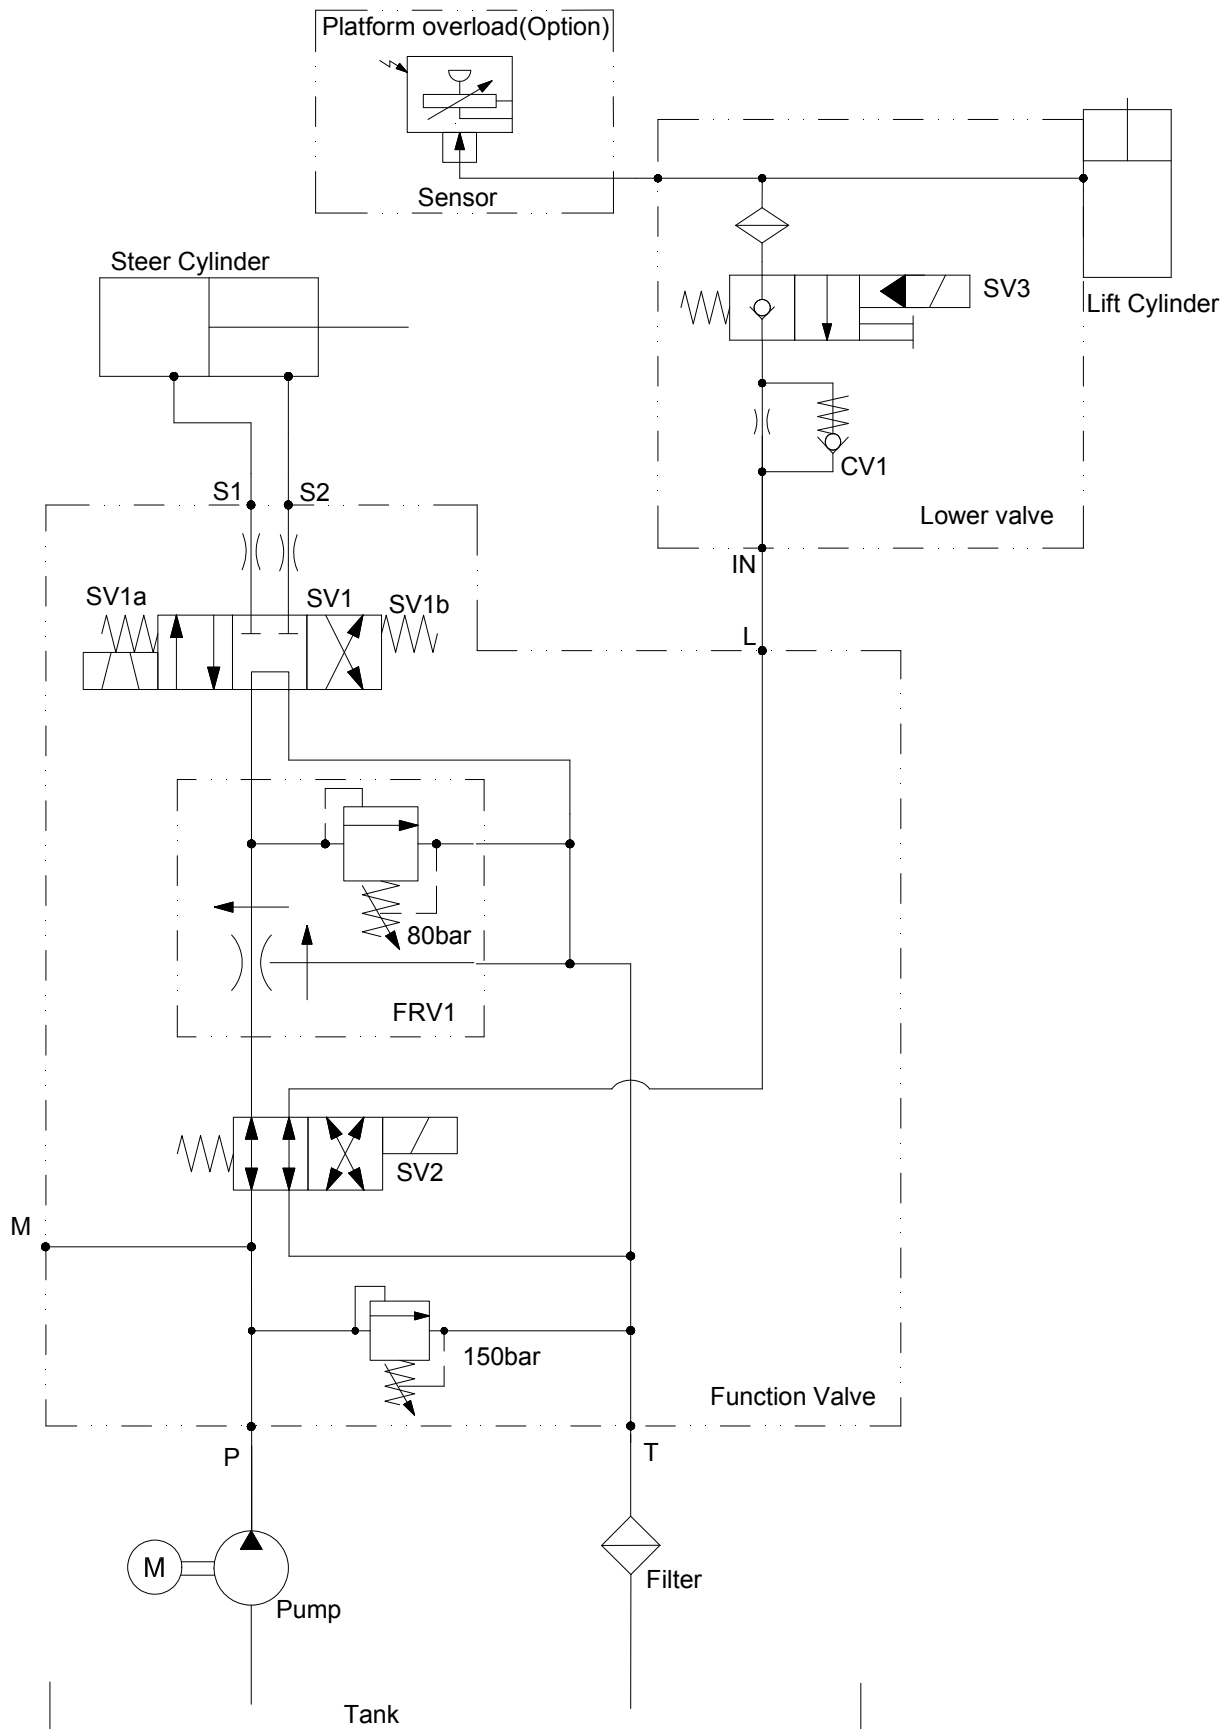 Platform overload(Option)
Sensor
Steer Cylinder
SV3
Lift Cylinder
CV1
S1
S2
Lower valve
IN
SV1a
SV1
SV1b
L
80bar
FRV1
SV2
M
150bar
Function Valve
P
T
M
Filter
Pump
Tank